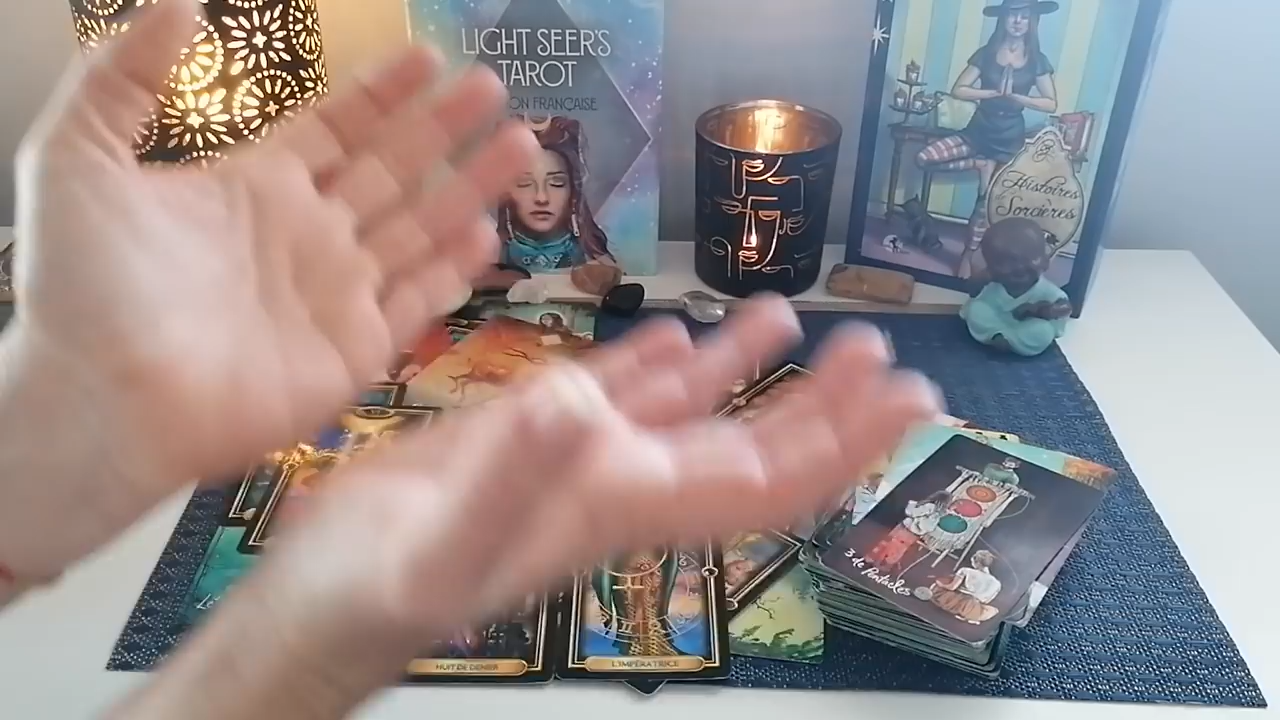 LIGHT SEER'S
TAROT
ON FRANÇAISE
Histoires
Sorcières
3 de Pentacles
HUIT DE DENIER
L'IMPÉRATRICE